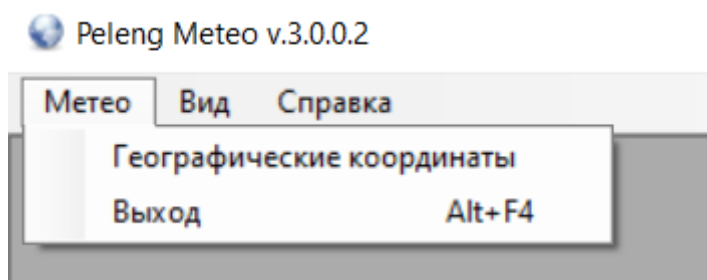 Peleng Meteo v.3.0.0.2
Метео Вид Справка
Географические координаты
Выход Alt+F4